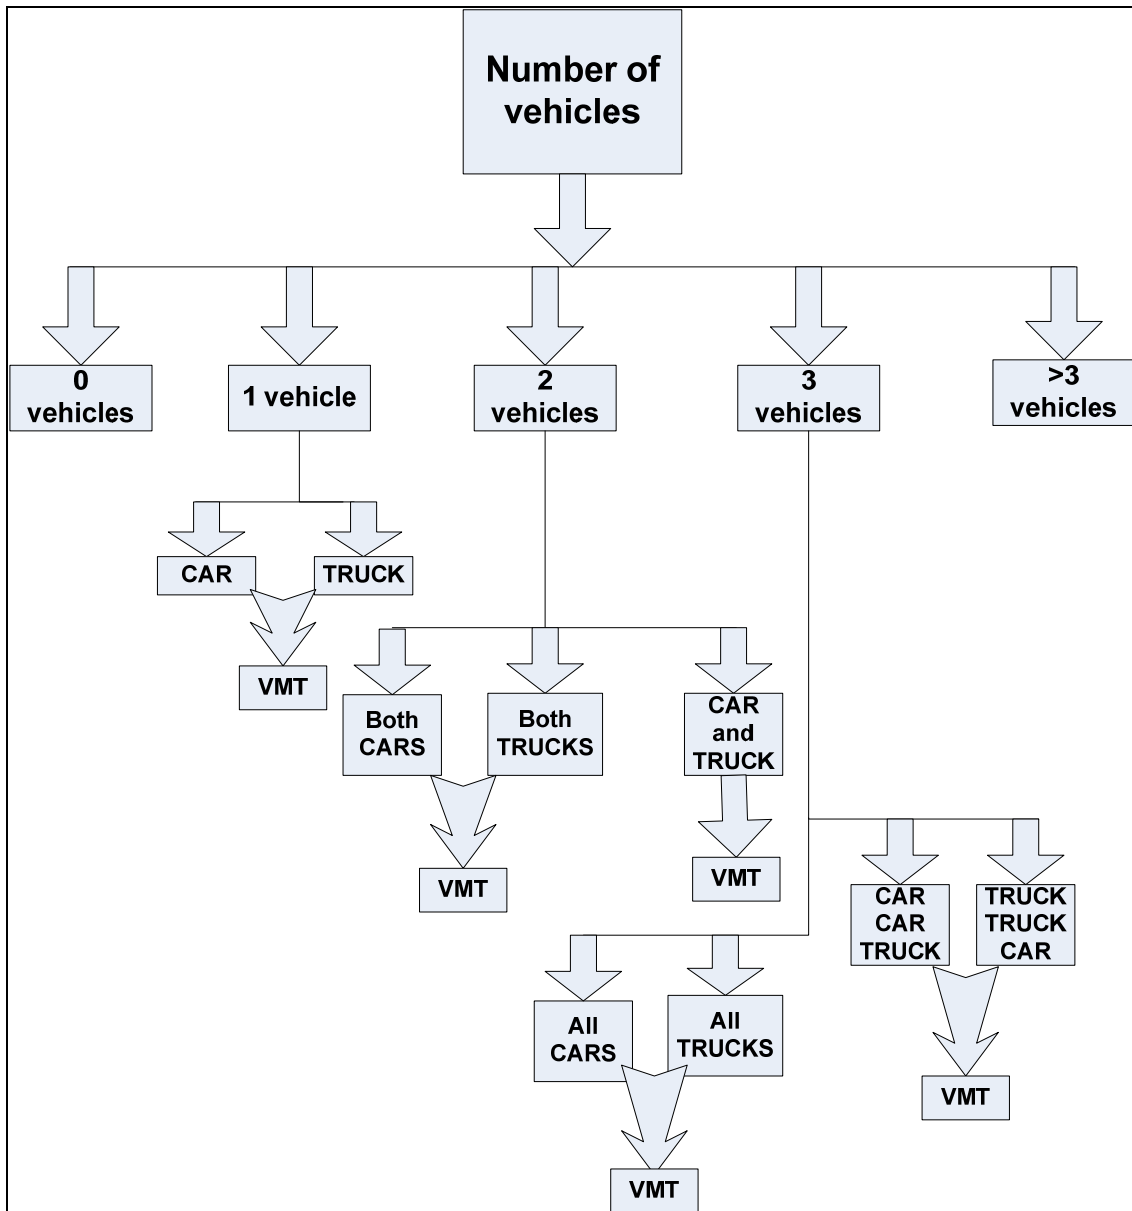 Number of
vehicles
0
vehicles
1 vehicle
2
vehicles
3
vehicles
>3
vehicles
CAR
TRUCK
VMT
Both
CARS
Both
TRUCKS
CAR
and
TRUCK
VMT
VMT
CAR
CAR
TRUCK
TRUCK
TRUCK
CAR
All
CARS
All
TRUCKS
VMT
VMT